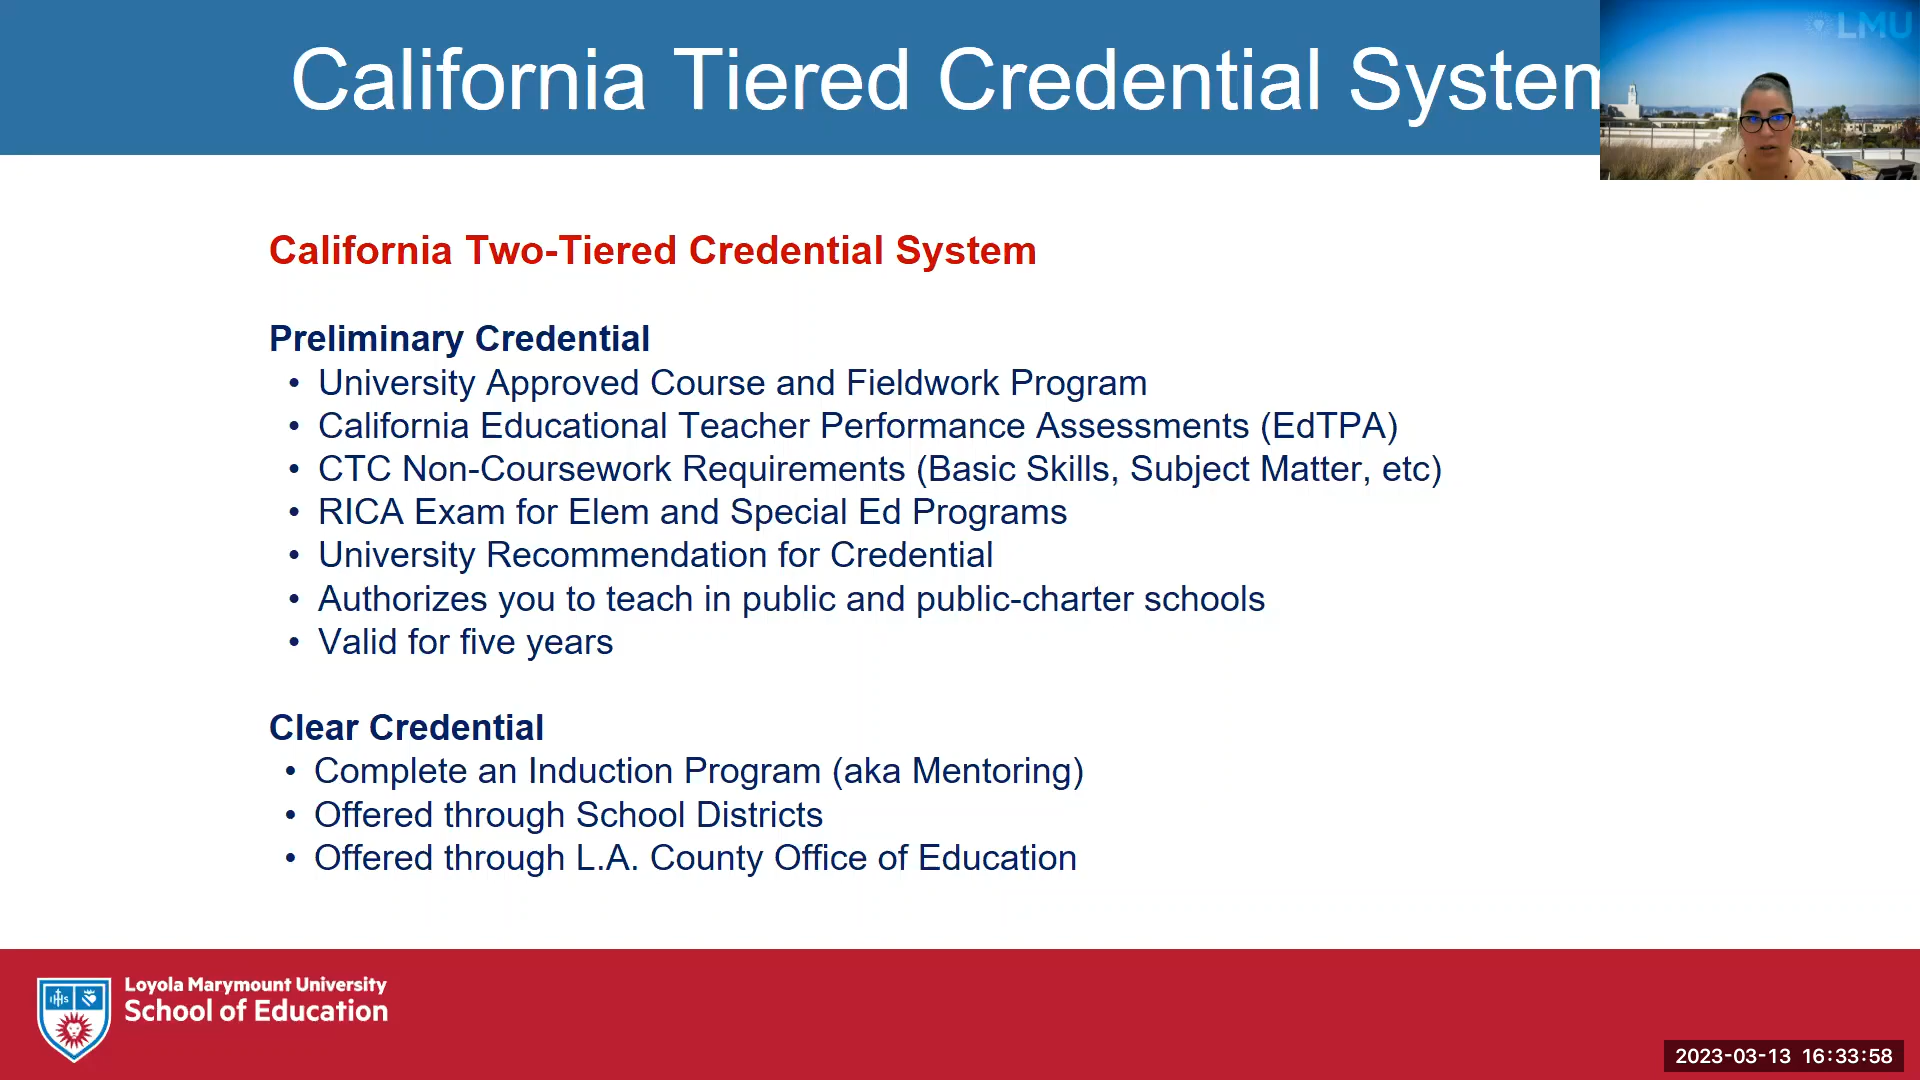 California Tiered Credential System
LMU
California Two-Tiered Credential System
Preliminary Credential
• University Approved Course and Fieldwork Program
• California Educational Teacher Performance Assessments (EdTPA)
• CTC Non-Coursework Requirements (Basic Skills, Subject Matter, etc)
• RICA Exam for Elem and Special Ed Programs
• University Recommendation for Credential
• Authorizes you to teach in public and public-charter schools
• Valid for five years
Clear Credential
• Complete an Induction Program (aka Mentoring)
• Offered through School Districts
• Offered through L.A. County Office of Education
IHS
Loyola Marymount University
School of Education
2023-03-13 16:33:58